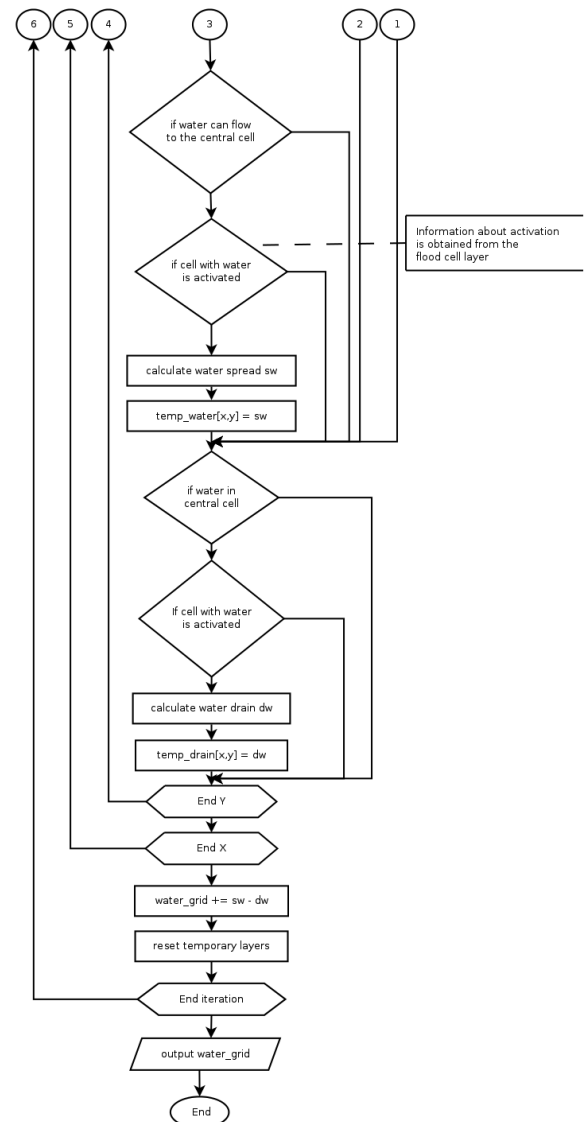 6 5 4 3 2 1
if water can flow
to the central cell
Information about activation
is obtained from the
flood cell layer
if cell with water
is activated
calculate water spread sw
temp_water[x,y] = sw
if water in
central cell
If cell with water
is activated
calculate water drain dw
temp_drain[x,y] = dw
End Y
End X
water_grid += sw - dw
reset temporary layers
End iteration
output water_grid
End